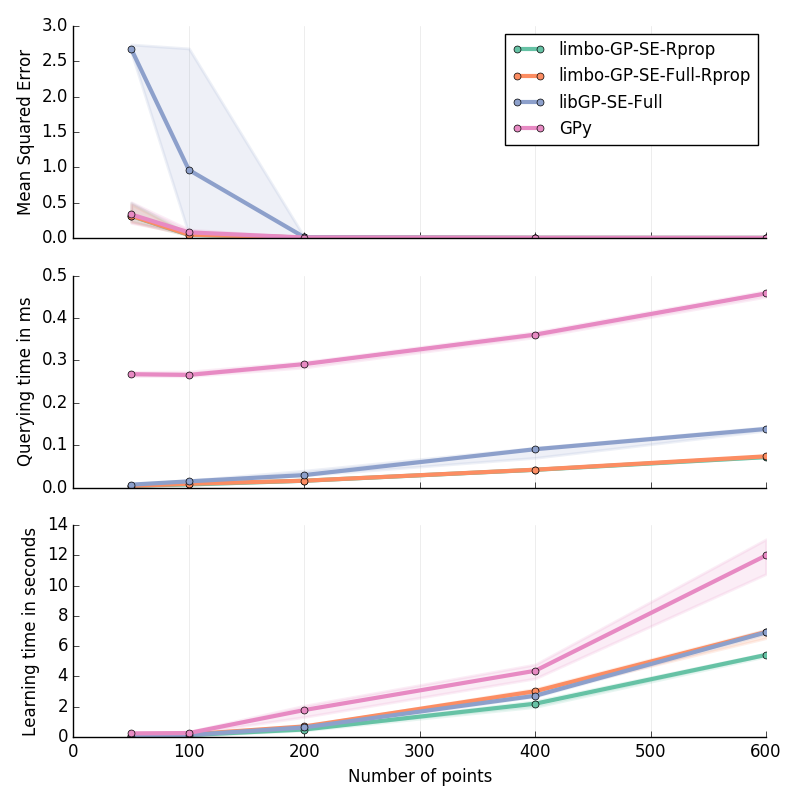 3.0
2.5
2.0
1.5
1.0
0.5
0.0
Mean Squared Error
limbo-GP-SE-Rprop
limbo-GP-SE-Full-Rprop
libGP-SE-Full
GPy
0.5
0.4
0.3
0.2
0.1
0.0
Querying time in ms
14
12
10
8
6
4
2
0
Learning time in seconds
0 100 200 300 400 500 600
Number of points